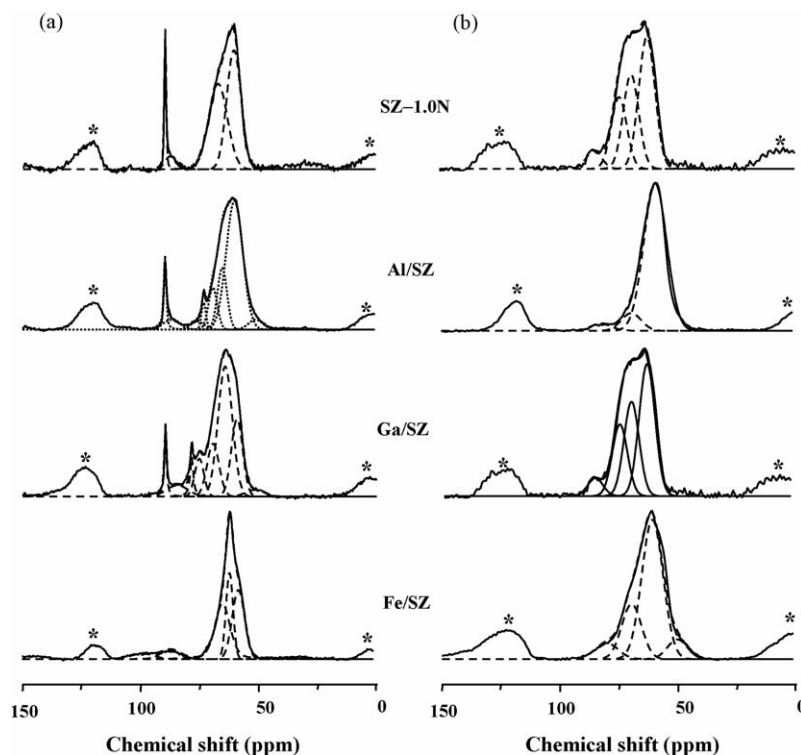 (a) (b)
* * * *
SZ–1.0N
* * * *
Al/SZ
* * * *
Ga/SZ
* * * *
Fe/SZ
150 100 50 0 150 100 50 0
Chemical shift (ppm) Chemical shift (ppm)